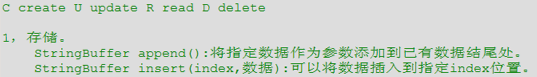 C create U update R read D delete
1，存储。
StringBuffer append():将指定数据作为参数添加到已有数据结尾处。
StringBuffer insert(index,数据):可以将数据插入到指定index位置。